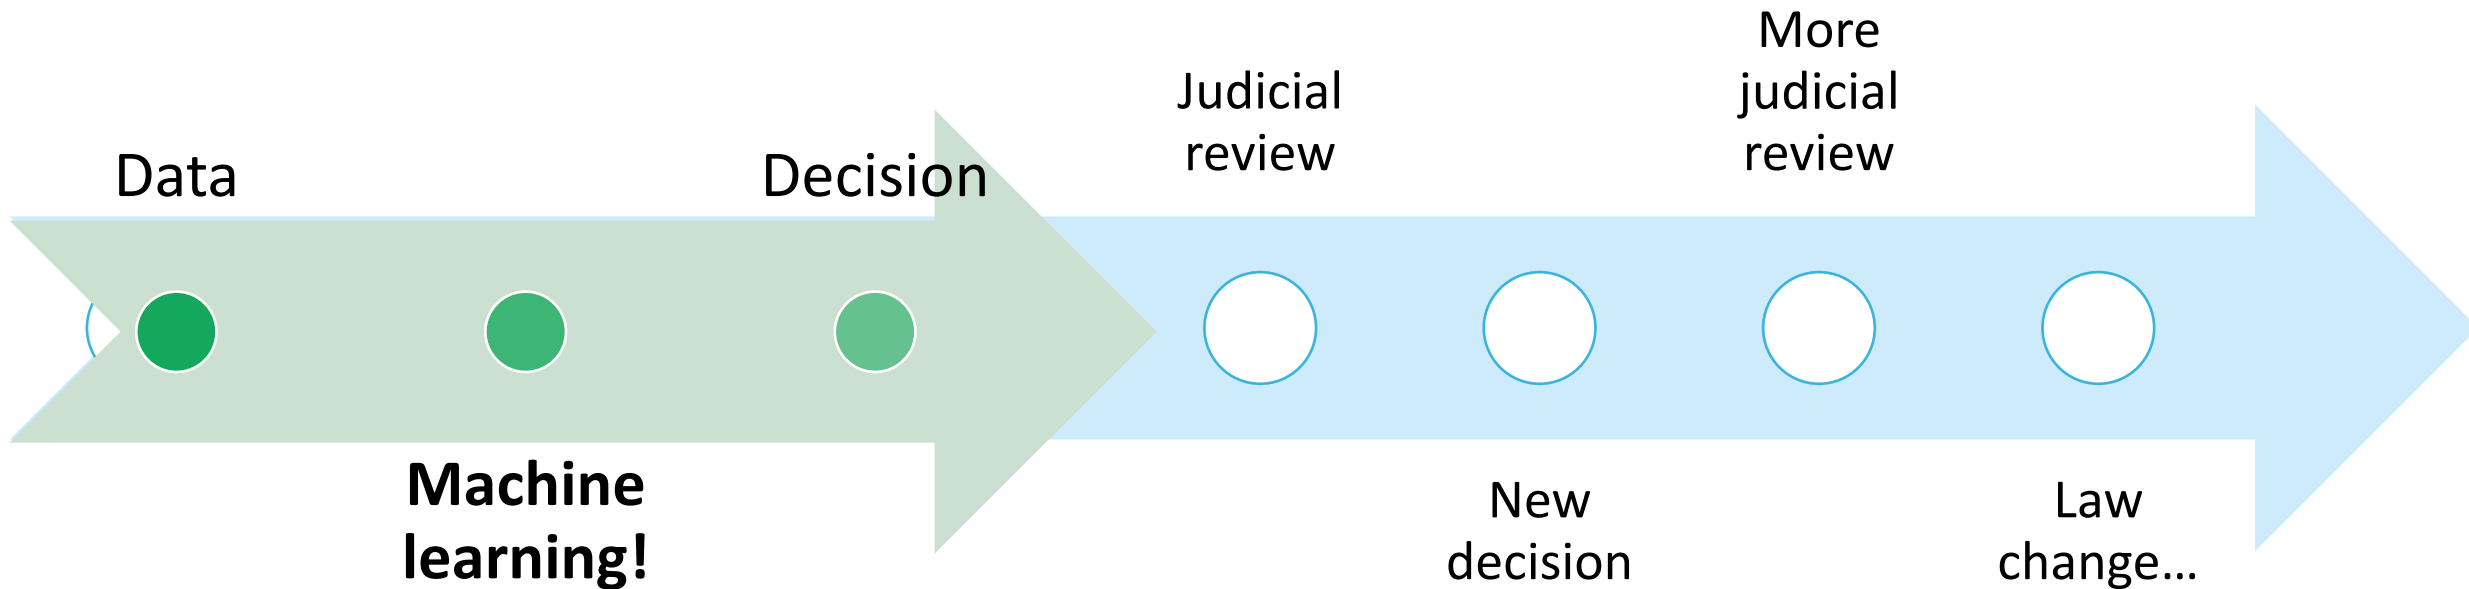 Data
Machine
learning!
Decision
Judicial
review
New
decision
More
judicial
review
Law
change...